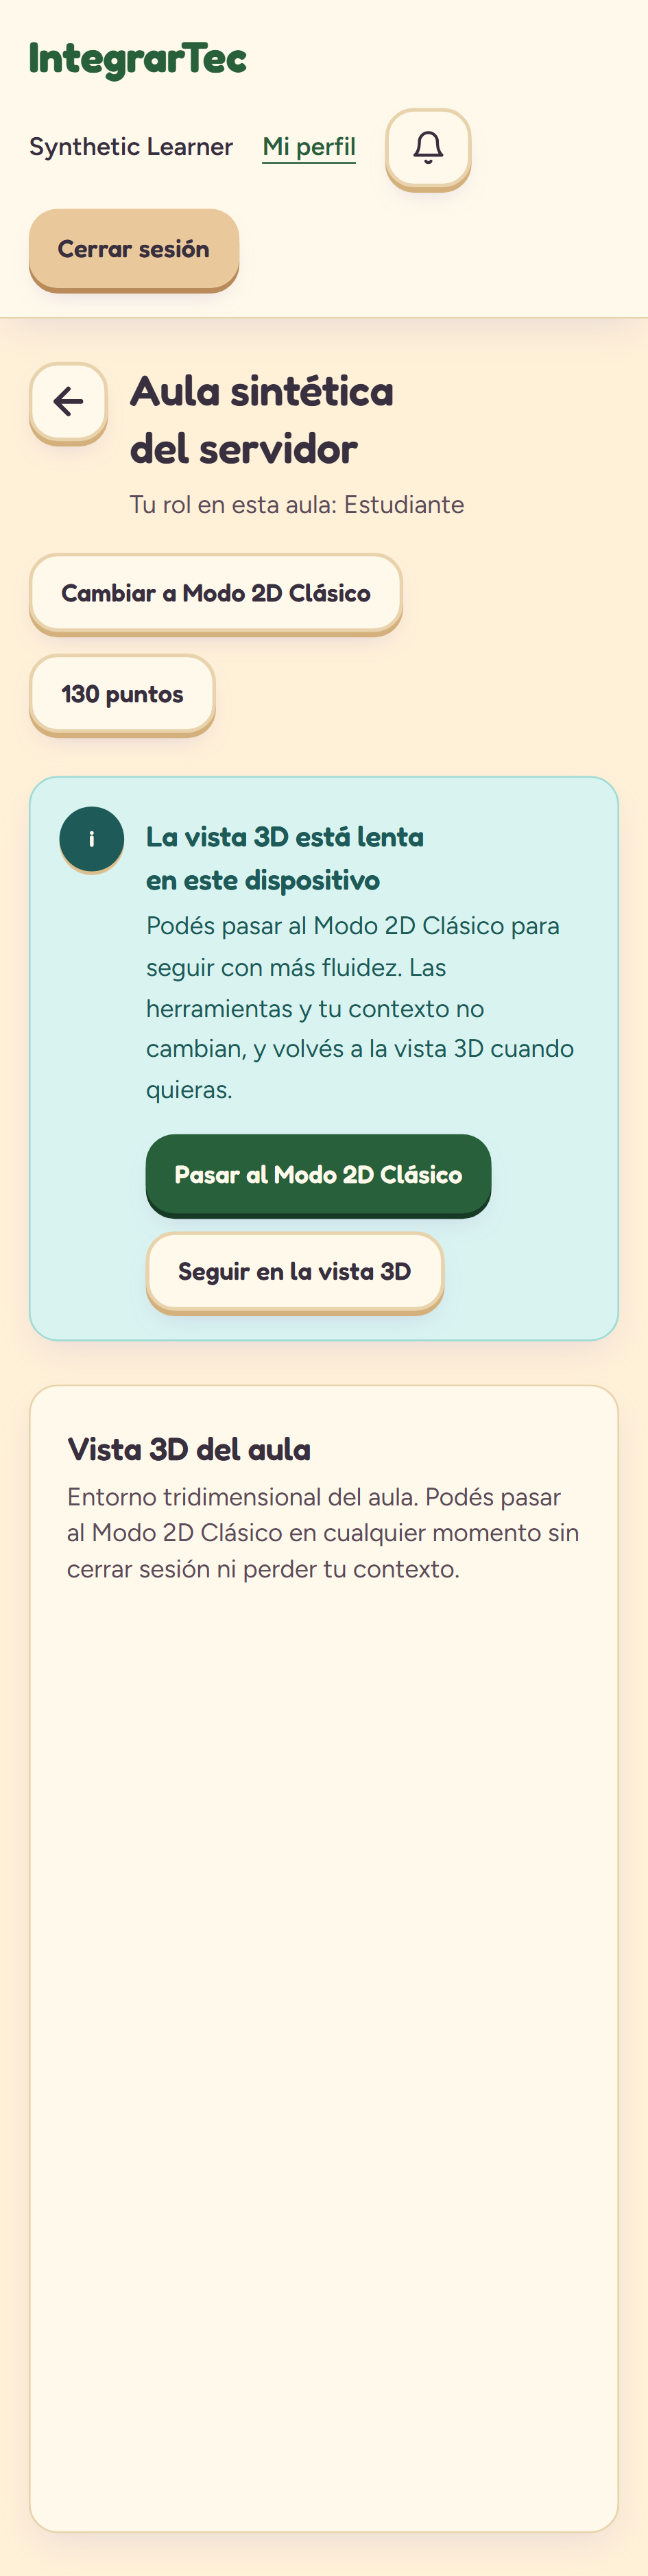 IntegrarTec
Synthetic Learner Mi perfil
Cerrar sesión
Aula sintética
del servidor
Tu rol en esta aula: Estudiante
Cambiar a Modo 2D Clásico
130 puntos
i
La vista 3D está lenta
en este dispositivo
Podés pasar al Modo 2D Clásico para
seguir con más fluidez. Las
herramientas y tu contexto no
cambian, y volvés a la vista 3D cuando
quieras.
Pasar al Modo 2D Clásico
Seguir en la vista 3D
Vista 3D del aula
Entorno tridimensional del aula. Podés pasar
al Modo 2D Clásico en cualquier momento sin
cerrar sesión ni perder tu contexto.